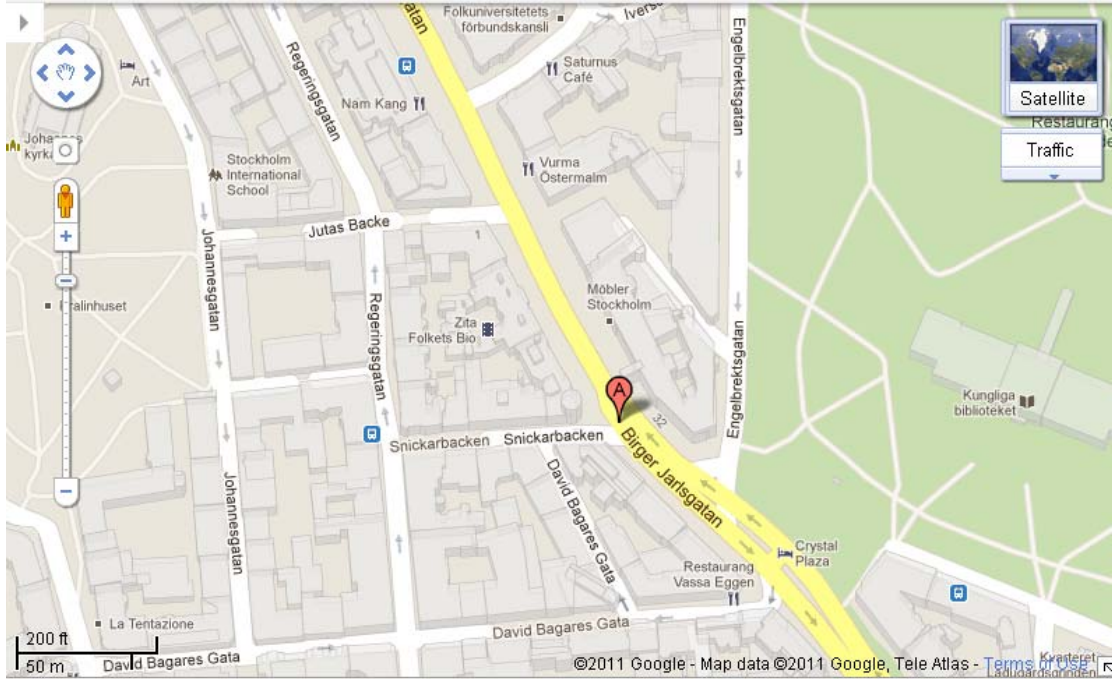 Folkuniversitetets
förbundskansli
Regeringsgatan
Engelbrektsgatan
Saturnus
Café
Art
Satellite
Nam Kang
Restaurang
Traffic
Stockholm
International
School
Vurma
Östermalm
Jutas Backe
1
Johannesgatan
Möbler
Stockholm
Regeringsgatan
Zita
Folkets Bio
Engelbrektsgatan
A
Kungliga
biblioteket
32
Snickarbacken
Snickarbacken
Birger Jarlsgatan
David Bagares Gata
Johannesgatan
Crystal
Plaza
Restaurang
Vassa Eggen
La Tentazione
David Bagares Gata
200 ft
50 m
David Bagares Gata
©2011 Google - Map data ©2011 Google, Tele Atlas - Terms of Use